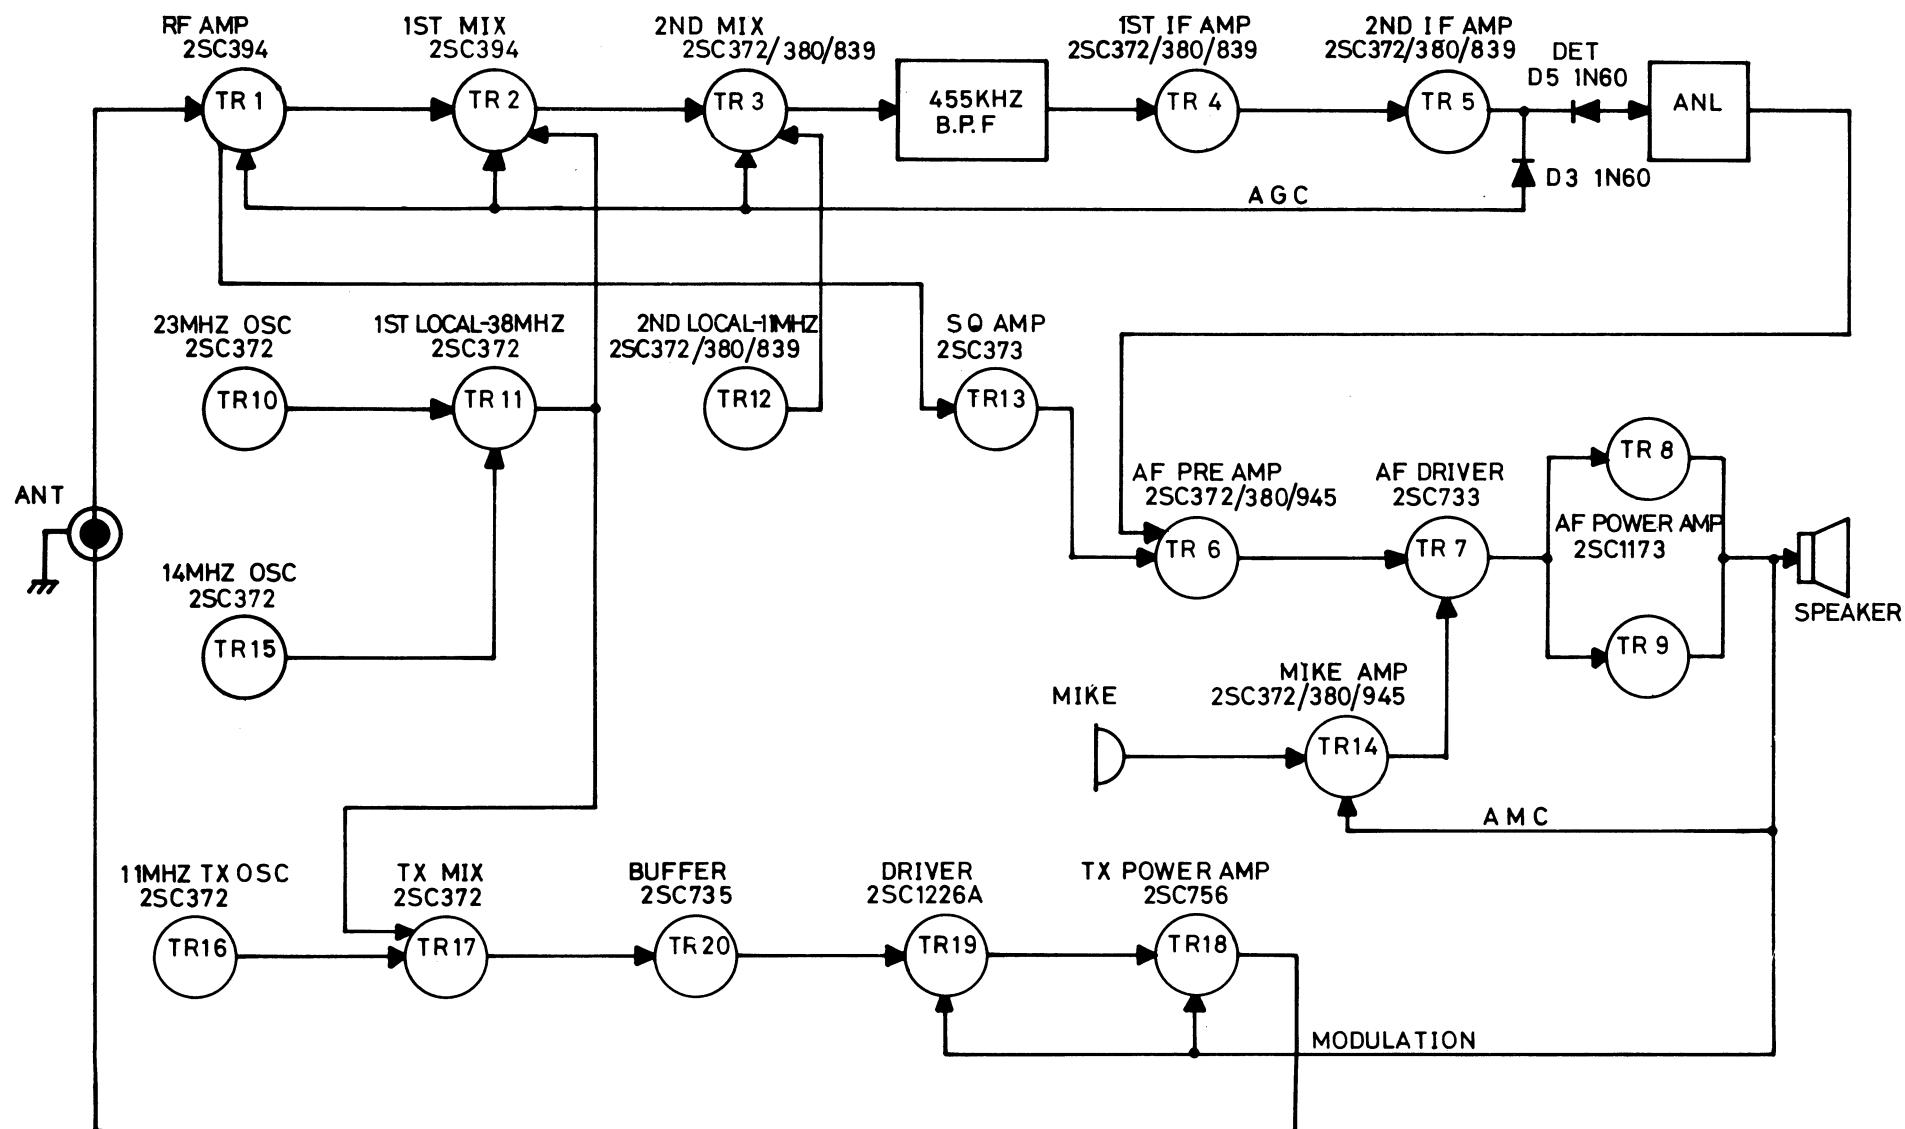 RF AMP
2SC394
TR 1
1ST MIX
2SC394
TR 2
2ND MIX
2SC372/380/839
TR 3
455KHZ
B.P.F
1ST IF AMP
2SC372/380/839
TR 4
2ND IF AMP
2SC372/380/839
TR 5
DET
D5 1N60
ANL
D3 1N60
AGC
23MHZ OSC
2SC372
TR10
1ST LOCAL-38MHZ
2SC372
TR 11
2ND LOCAL-11MHZ
2SC372/380/839
TR12
SQ AMP
2SC373
TR13
ANT
AF PRE AMP
2SC372/380/945
TR 6
AF DRIVER
2SC733
TR 7
TR 8
AF POWER AMP
2SC1173
TR 9
SPEAKER
14MHZ OSC
2SC372
TR15
MIKE
MIKE AMP
2SC372/380/945
TR14
AMC
11MHZ TX OSC
2SC372
TR16
TX MIX
2SC372
TR17
BUFFER
2SC735
TR20
DRIVER
2SC1226A
TR19
TX POWER AMP
2SC756
TR18
MODULATION